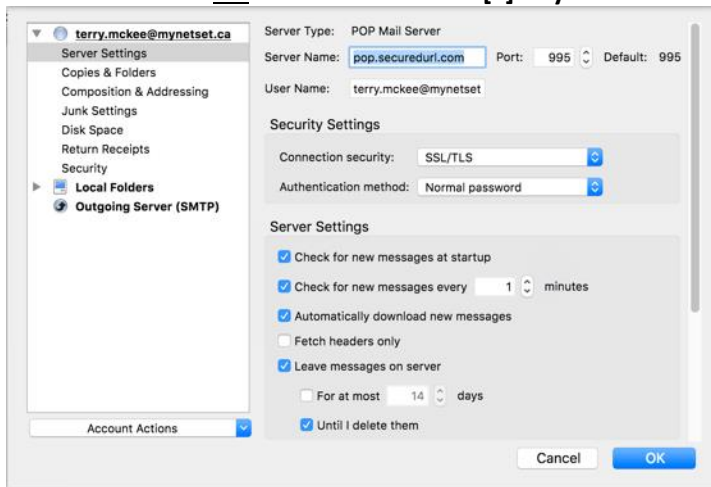 terry.mckee@mynetset.ca
Server Settings
Copies & Folders
Composition & Addressing
Junk Settings
Disk Space
Return Receipts
Security
Local Folders
Outgoing Server (SMTP)
Account Actions
Server Type: POP Mail Server
Server Name: pop.securedurl.com Port: 995 Default: 995
User Name: terry.mckee@mynetset
Security Settings
Connection security: SSL/TLS
Authentication method: Normal password
Server Settings
Check for new messages at startup
Check for new messages every 1 minutes
Automatically download new messages
Fetch headers only
Leave messages on server
For at most 14 days
Until I delete them
Cancel OK